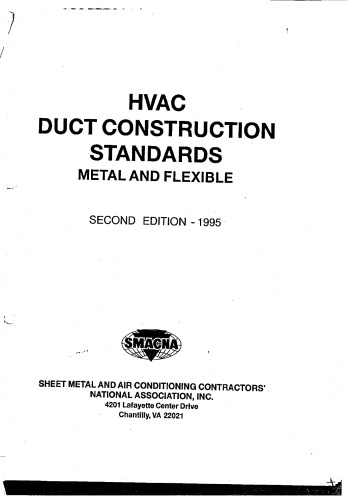 HVAC
DUCT CONSTRUCTION
STANDARDS
METAL AND FLEXIBLE
SECOND EDITION - 1995
SMACNA
SHEET METAL AND AIR CONDITIONING CONTRACTORS'
NATIONAL ASSOCIATION, INC.
4201 Lafayette Center Drive
Chantilly, VA 22021